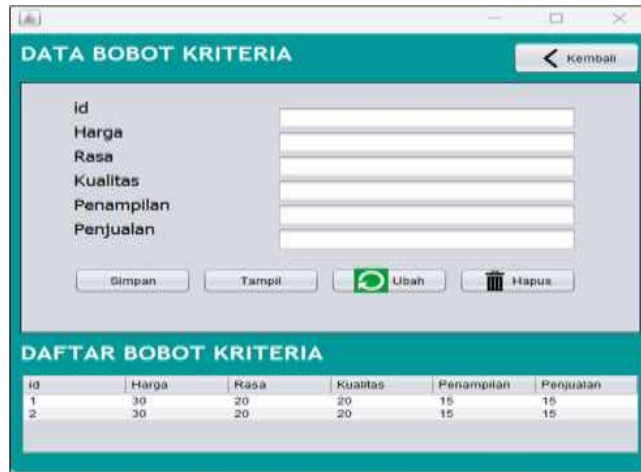 DATA BOBOT KRITERIA
Kembali
id
Harga
Rasa
Kualitas
Penampilan
Penjualan
Simpan Tampil Ubah Hapus
DAFTAR BOBOT KRITERIA
id Harga Rasa Kualitas Penampilan Penjualan
1 30 20 20 15 15
2 30 20 20 15 15